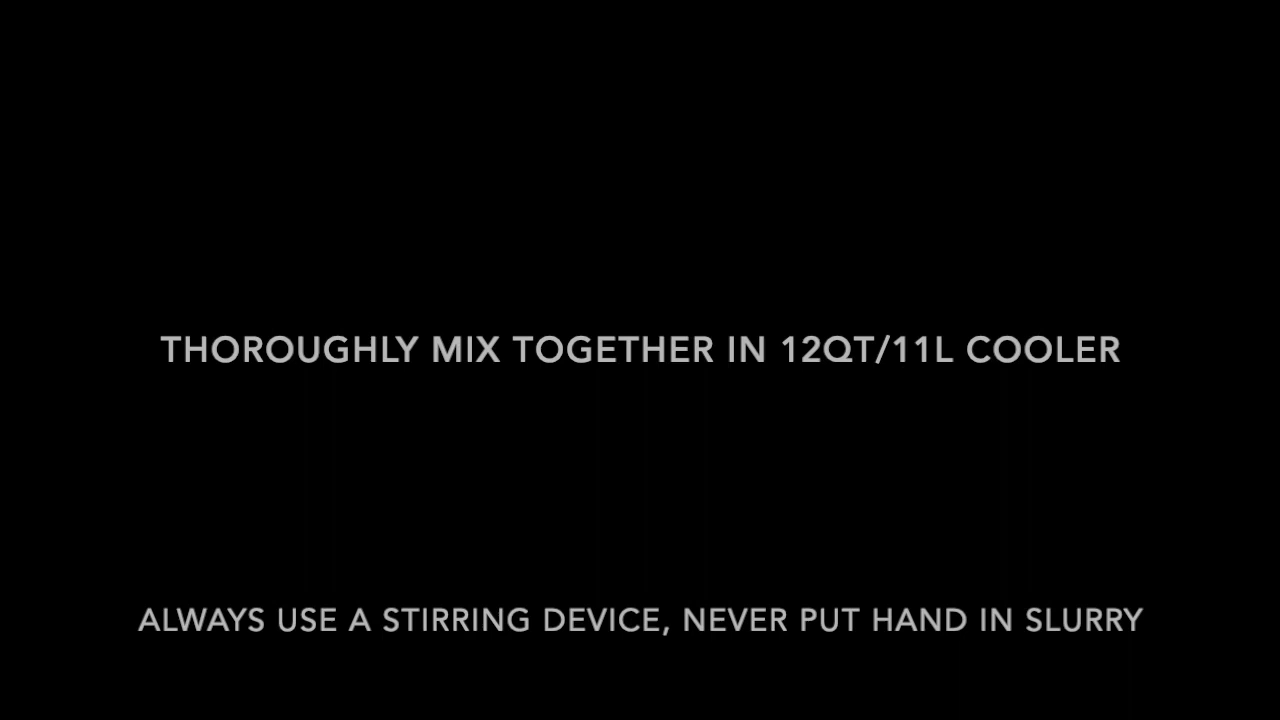 THOROUGHLY MIX TOGETHER IN 12QT/11L COOLER
ALWAYS USE A STIRRING DEVICE, NEVER PUT HAND IN SLURRY